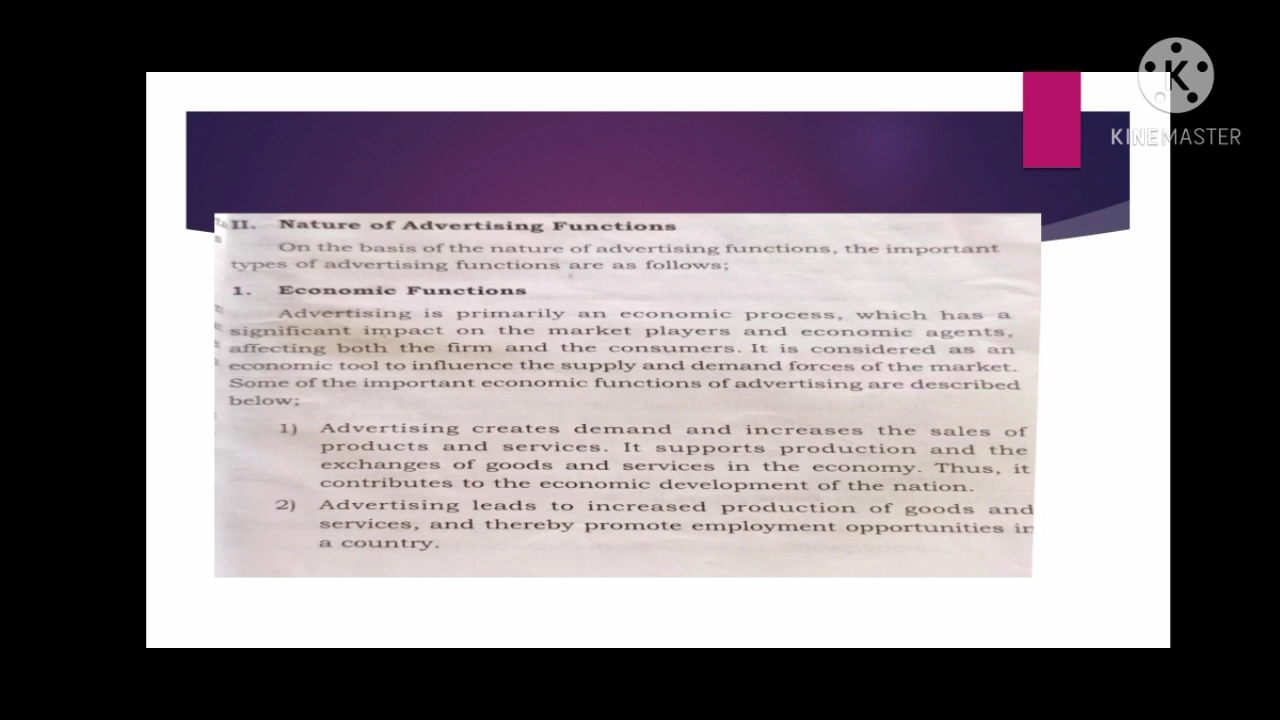 KINEMASTER
II. Nature of Advertising Functions
On the basis of the nature of advertising functions, the important
types of advertising functions are as follows;
1. Economic Functions
Advertising is primarily an economic process, which has a
significant impact on the market players and economic agents,
affecting both the firm and the consumers. It is considered as an
economic tool to influence the supply and demand forces of the market.
Some of the important economic functions of advertising are described
below;
1) Advertising creates demand and increases the sales of
products and services. It supports production and the
exchanges of goods and services in the economy. Thus, it
contributes to the economic development of the nation.
2) Advertising leads to increased production of goods and
services, and thereby promote employment opportunities in
a country.